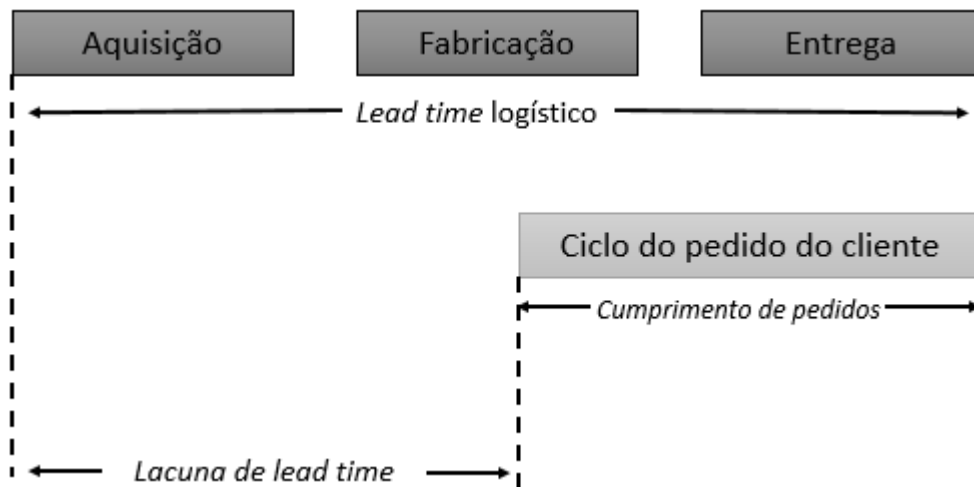 Aquisição
Fabricação
Entrega
Lead time logístico
Ciclo do pedido do cliente
Cumprimento de pedidos
Lacuna de lead time